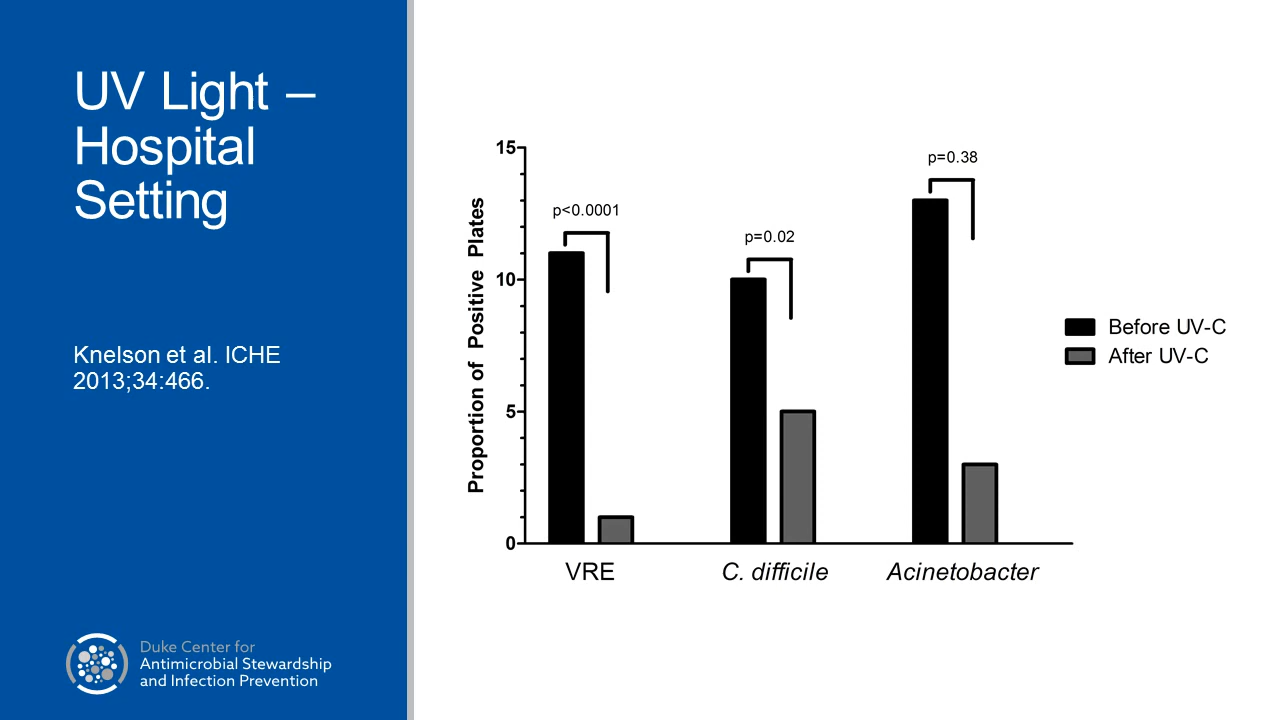 UV Light –
Hospital
Setting
Knelson et al. ICHE
2013;34:466.
Duke Center for
Antimicrobial Stewardship
and Infection Prevention
Proportion of Positive Plates
15
10
5
0
p<0.0001
p=0.02
p=0.38
VRE
C. difficile
Acinetobacter
Before UV-C
After UV-C